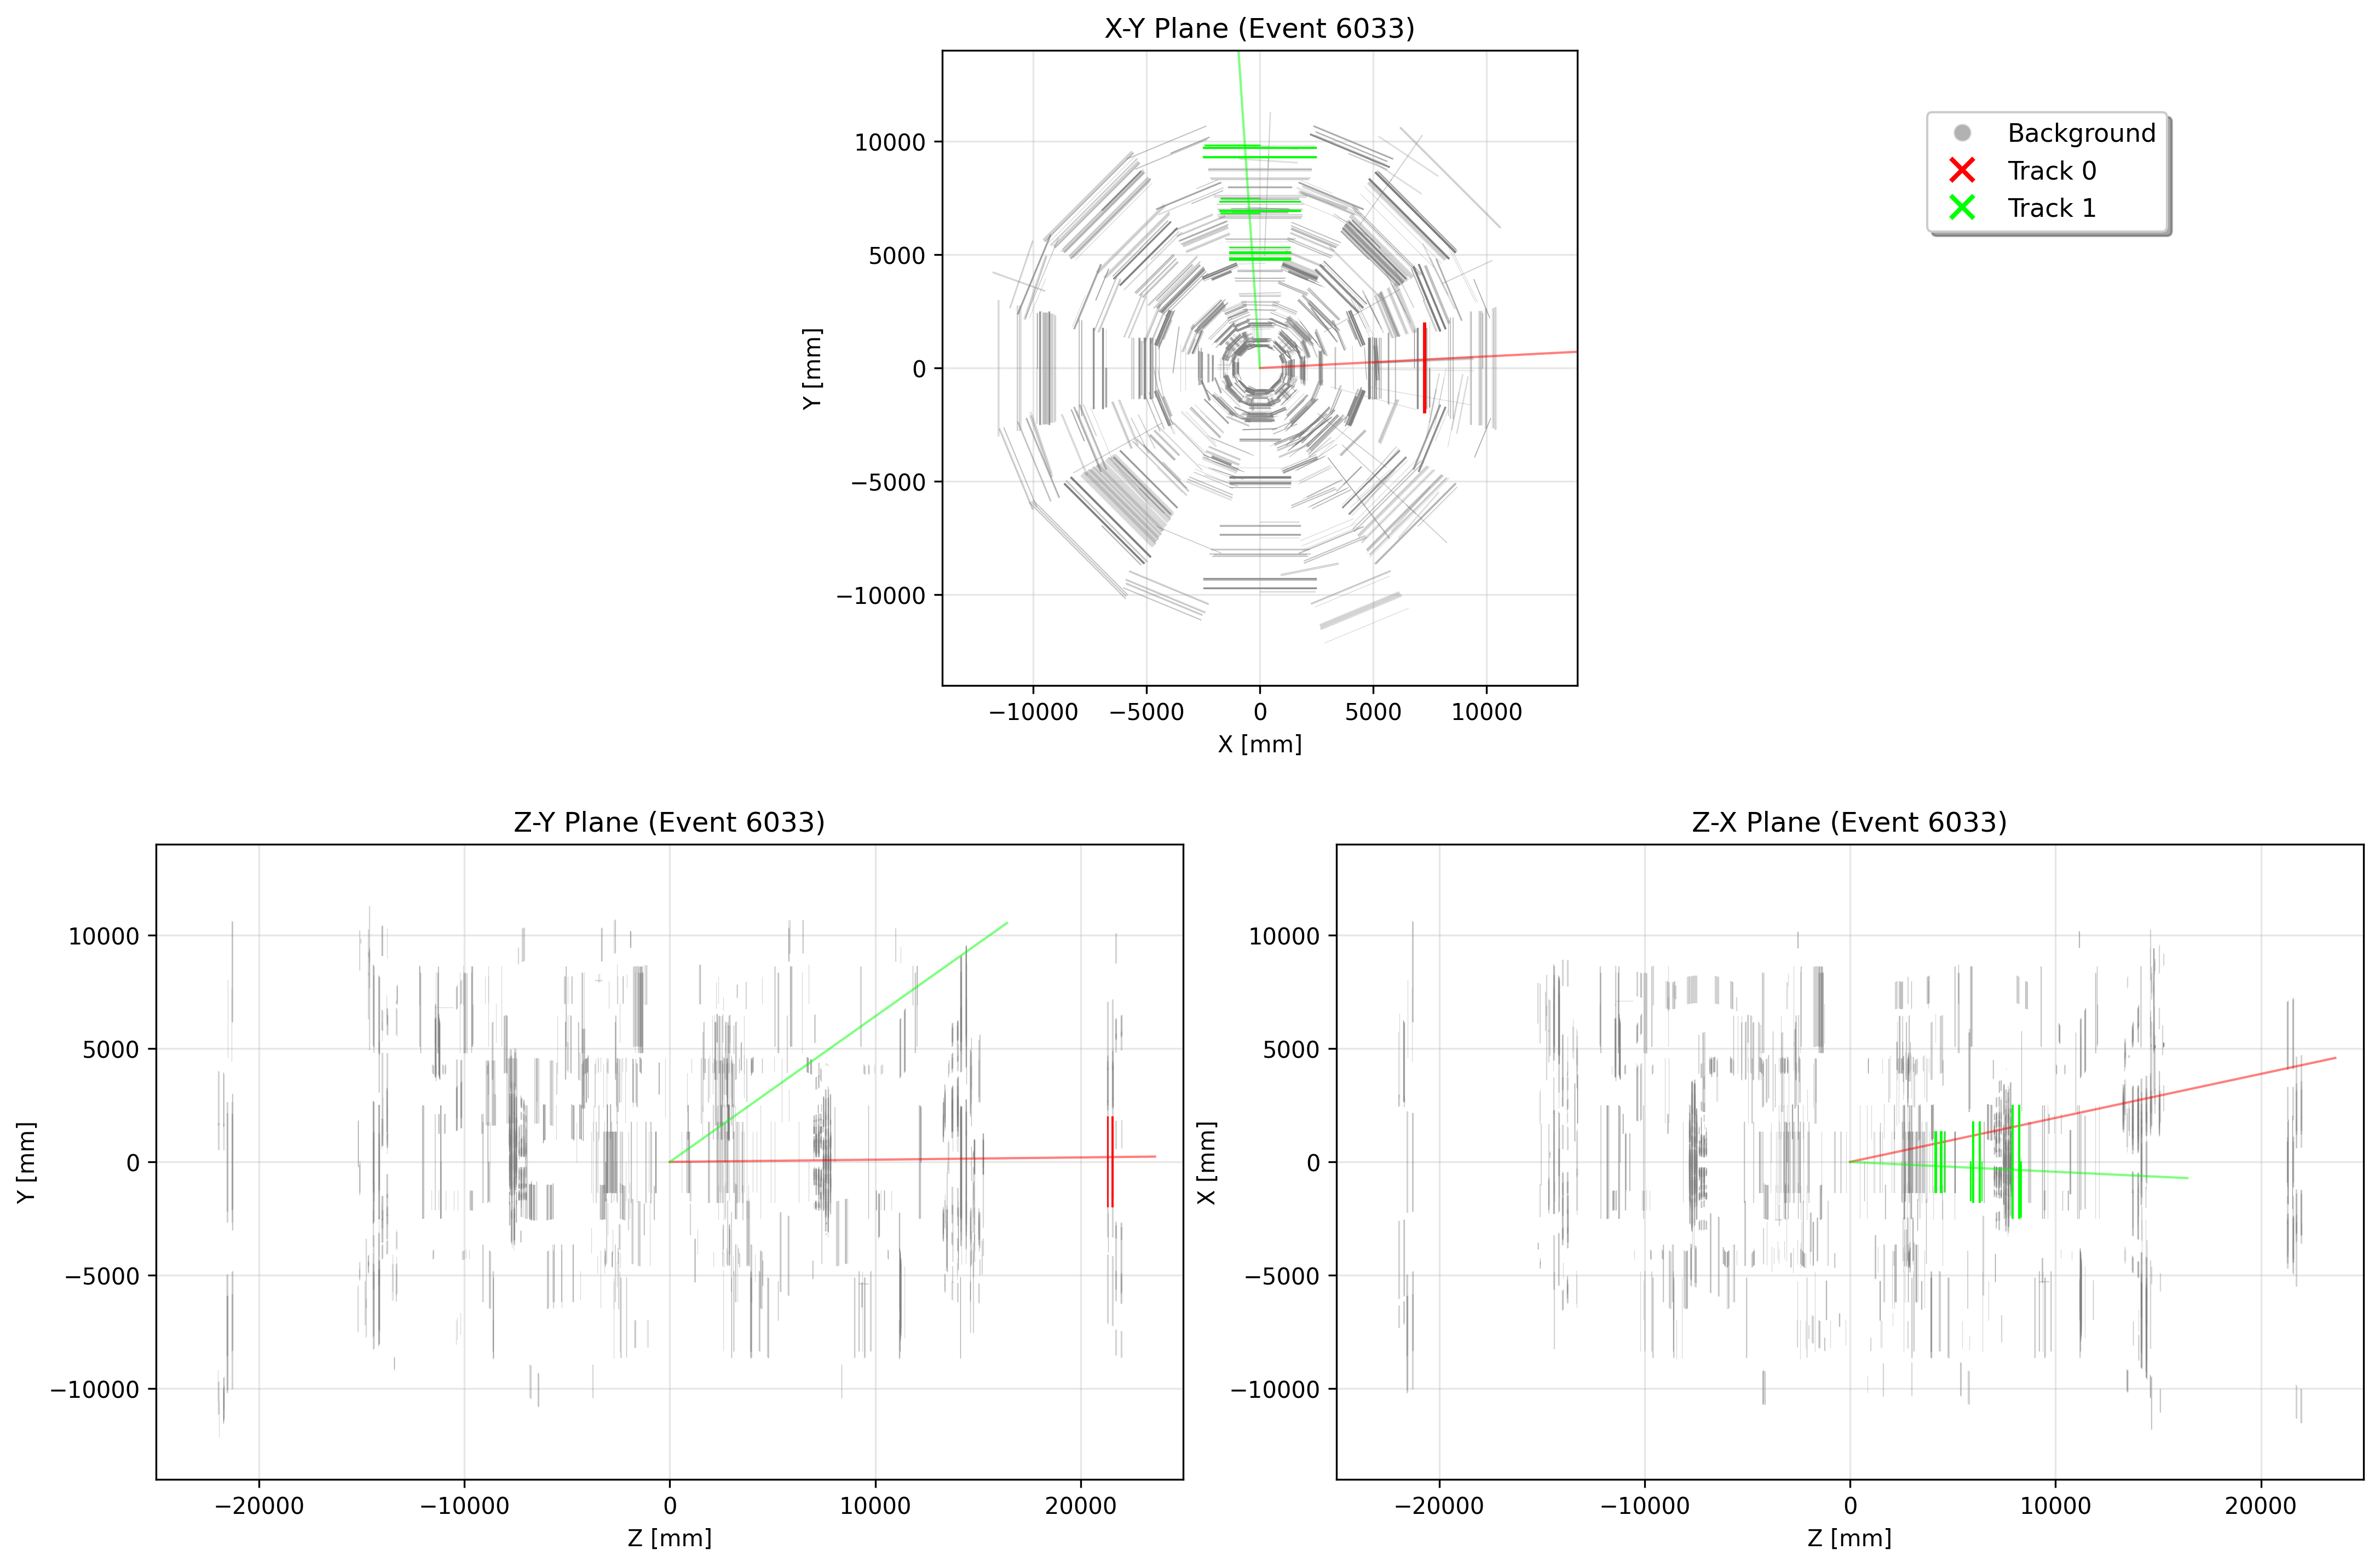 X-Y Plane (Event 6033)
Background
Track 0
Track 1
10000
5000
0
−5000
−10000
Y [mm]
−10000 −5000 0 5000 10000
X [mm]
Z-Y Plane (Event 6033)
10000
5000
0
−5000
−10000
Y [mm]
−20000 −10000 0 10000 20000
Z [mm]
Z-X Plane (Event 6033)
10000
5000
0
−5000
−10000
X [mm]
−20000 −10000 0 10000 20000
Z [mm]